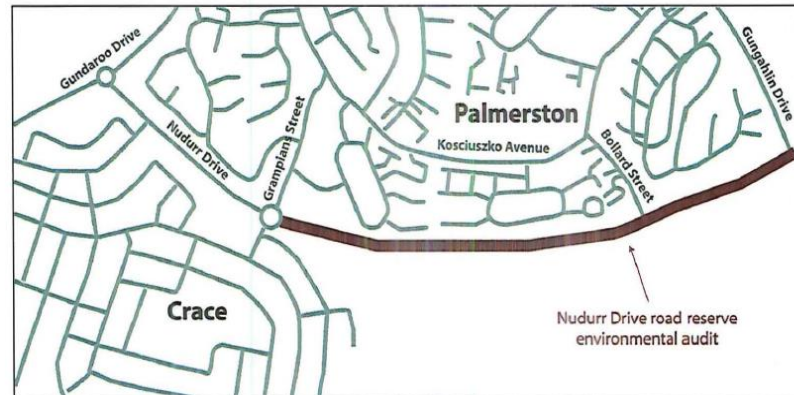 Gundaroo Drive
Nudurr Drive
Grampians Street
Palmerston
Kosciuszko Avenue
Bollard Street
Gungahlin Drive
Crace
Nudurr Drive road reserve
environmental audit